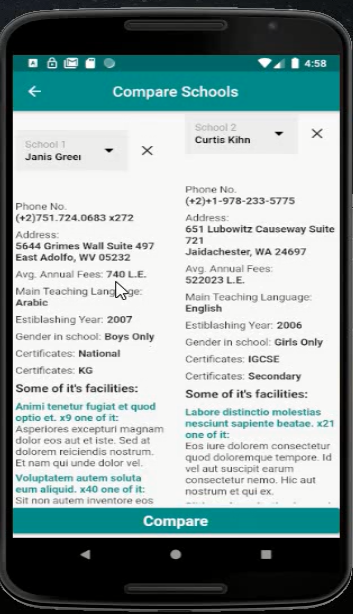 4:58
Compare Schools
School 1
Janis Green
School 2
Curtis Kihn
Phone No.
(+2)751.724.0683 x272
Address:
5644 Grimes Wall Suite 497
East Adolfo, WV 05232
Avg. Annual Fees: 740 L.E.
Main Teaching Language:
Arabic
Estiblashing Year: 2007
Gender in school: Boys Only
Certificates: National
Certificates: KG
Some of it's facilities:
Animi tenetur fugiat et quod
optio et. x9 one of it:
Asperiores excepturi magnam
dolor eos aut et iste. Sed at
dolorem reiciendis nostrum.
Et nam qui unde dolor vel.
Voluptatem autem soluta
eum aliquid. x40 one of it:
Sit non autem inventore eos
Phone No.
(+2)+1-978-233-5775
Address:
651 Lubowitz Causeway Suite
721
Jaidachester, WA 24697
Avg. Annual Fees:
522023 L.E.
Main Teaching Language:
English
Estiblashing Year: 2006
Gender in school: Girls Only
Certificates: IGCSE
Certificates: Secondary
Some of it's facilities:
Labore distinctio molestias
nesciunt sapiente beatae. x21
one of it:
Eos iure dolorem consectetur
quod doloremque tempore. Id
vel aut suscipit earum
consectetur nemo. Hic aut
nostrum et qui ex.
Compare